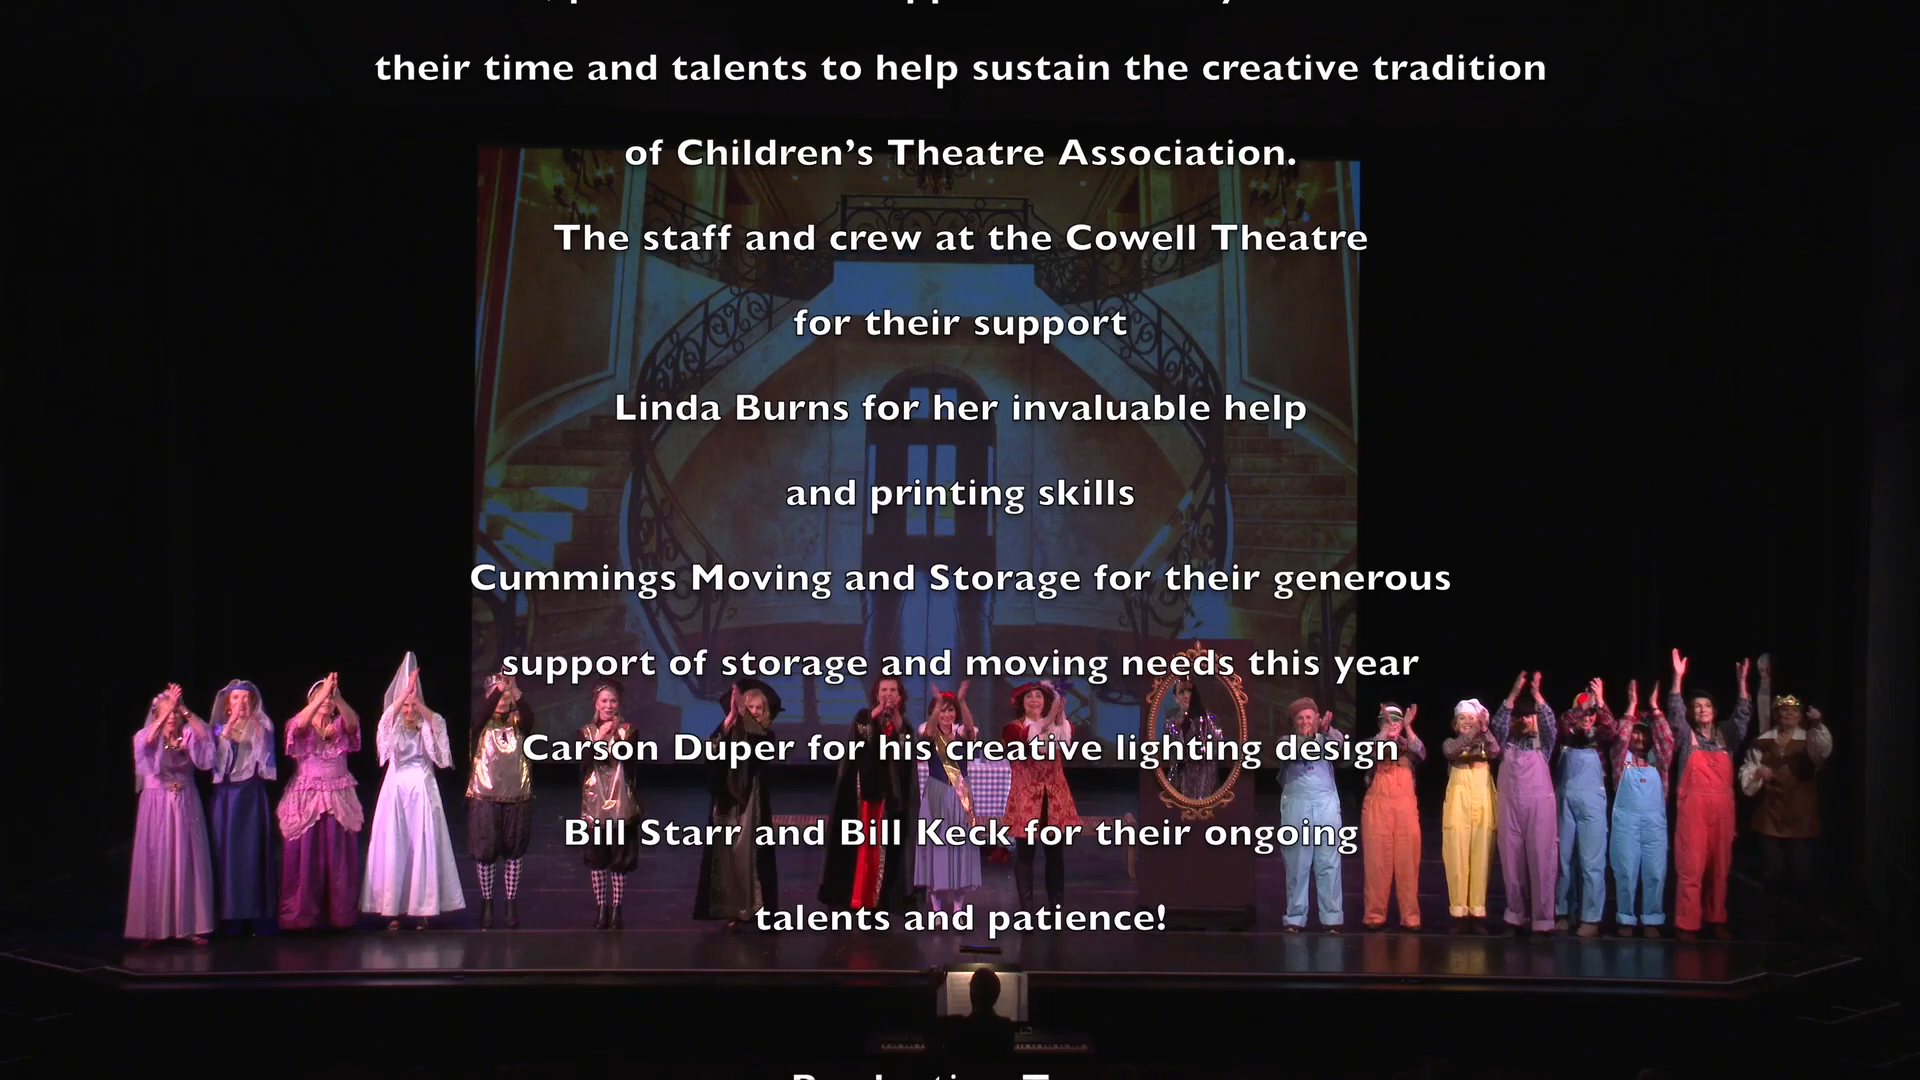 their time and talents to help sustain the creative tradition
of Children’s Theatre Association.
The staff and crew at the Cowell Theatre
for their support
Linda Burns for her invaluable help
and printing skills
Cummings Moving and Storage for their generous
support of storage and moving needs this year
Carson Duper for his creative lighting design
Bill Starr and Bill Keck for their ongoing
talents and patience!